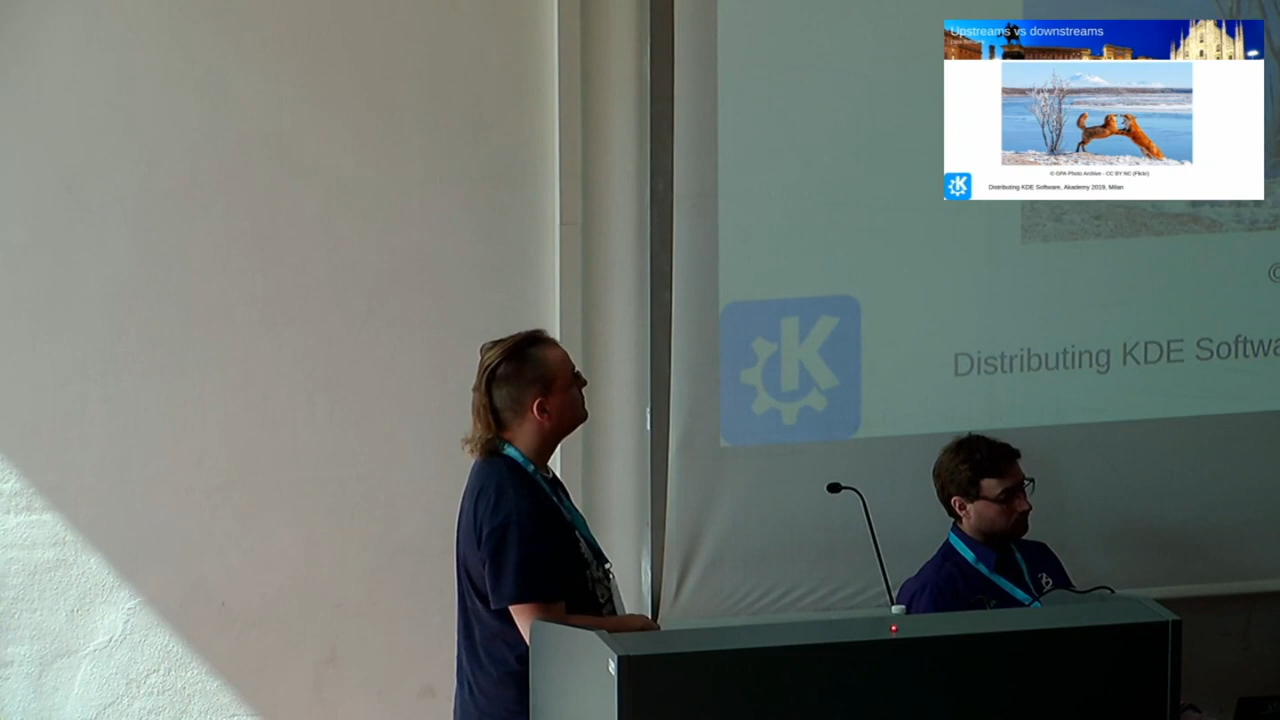 Upstreams vs downstreams
© GPA Photo Archive - CC BY NC (Flickr)
Distributing KDE Software, Akademy 2019, Milan
K
©
Distributing KDE Softwa
K